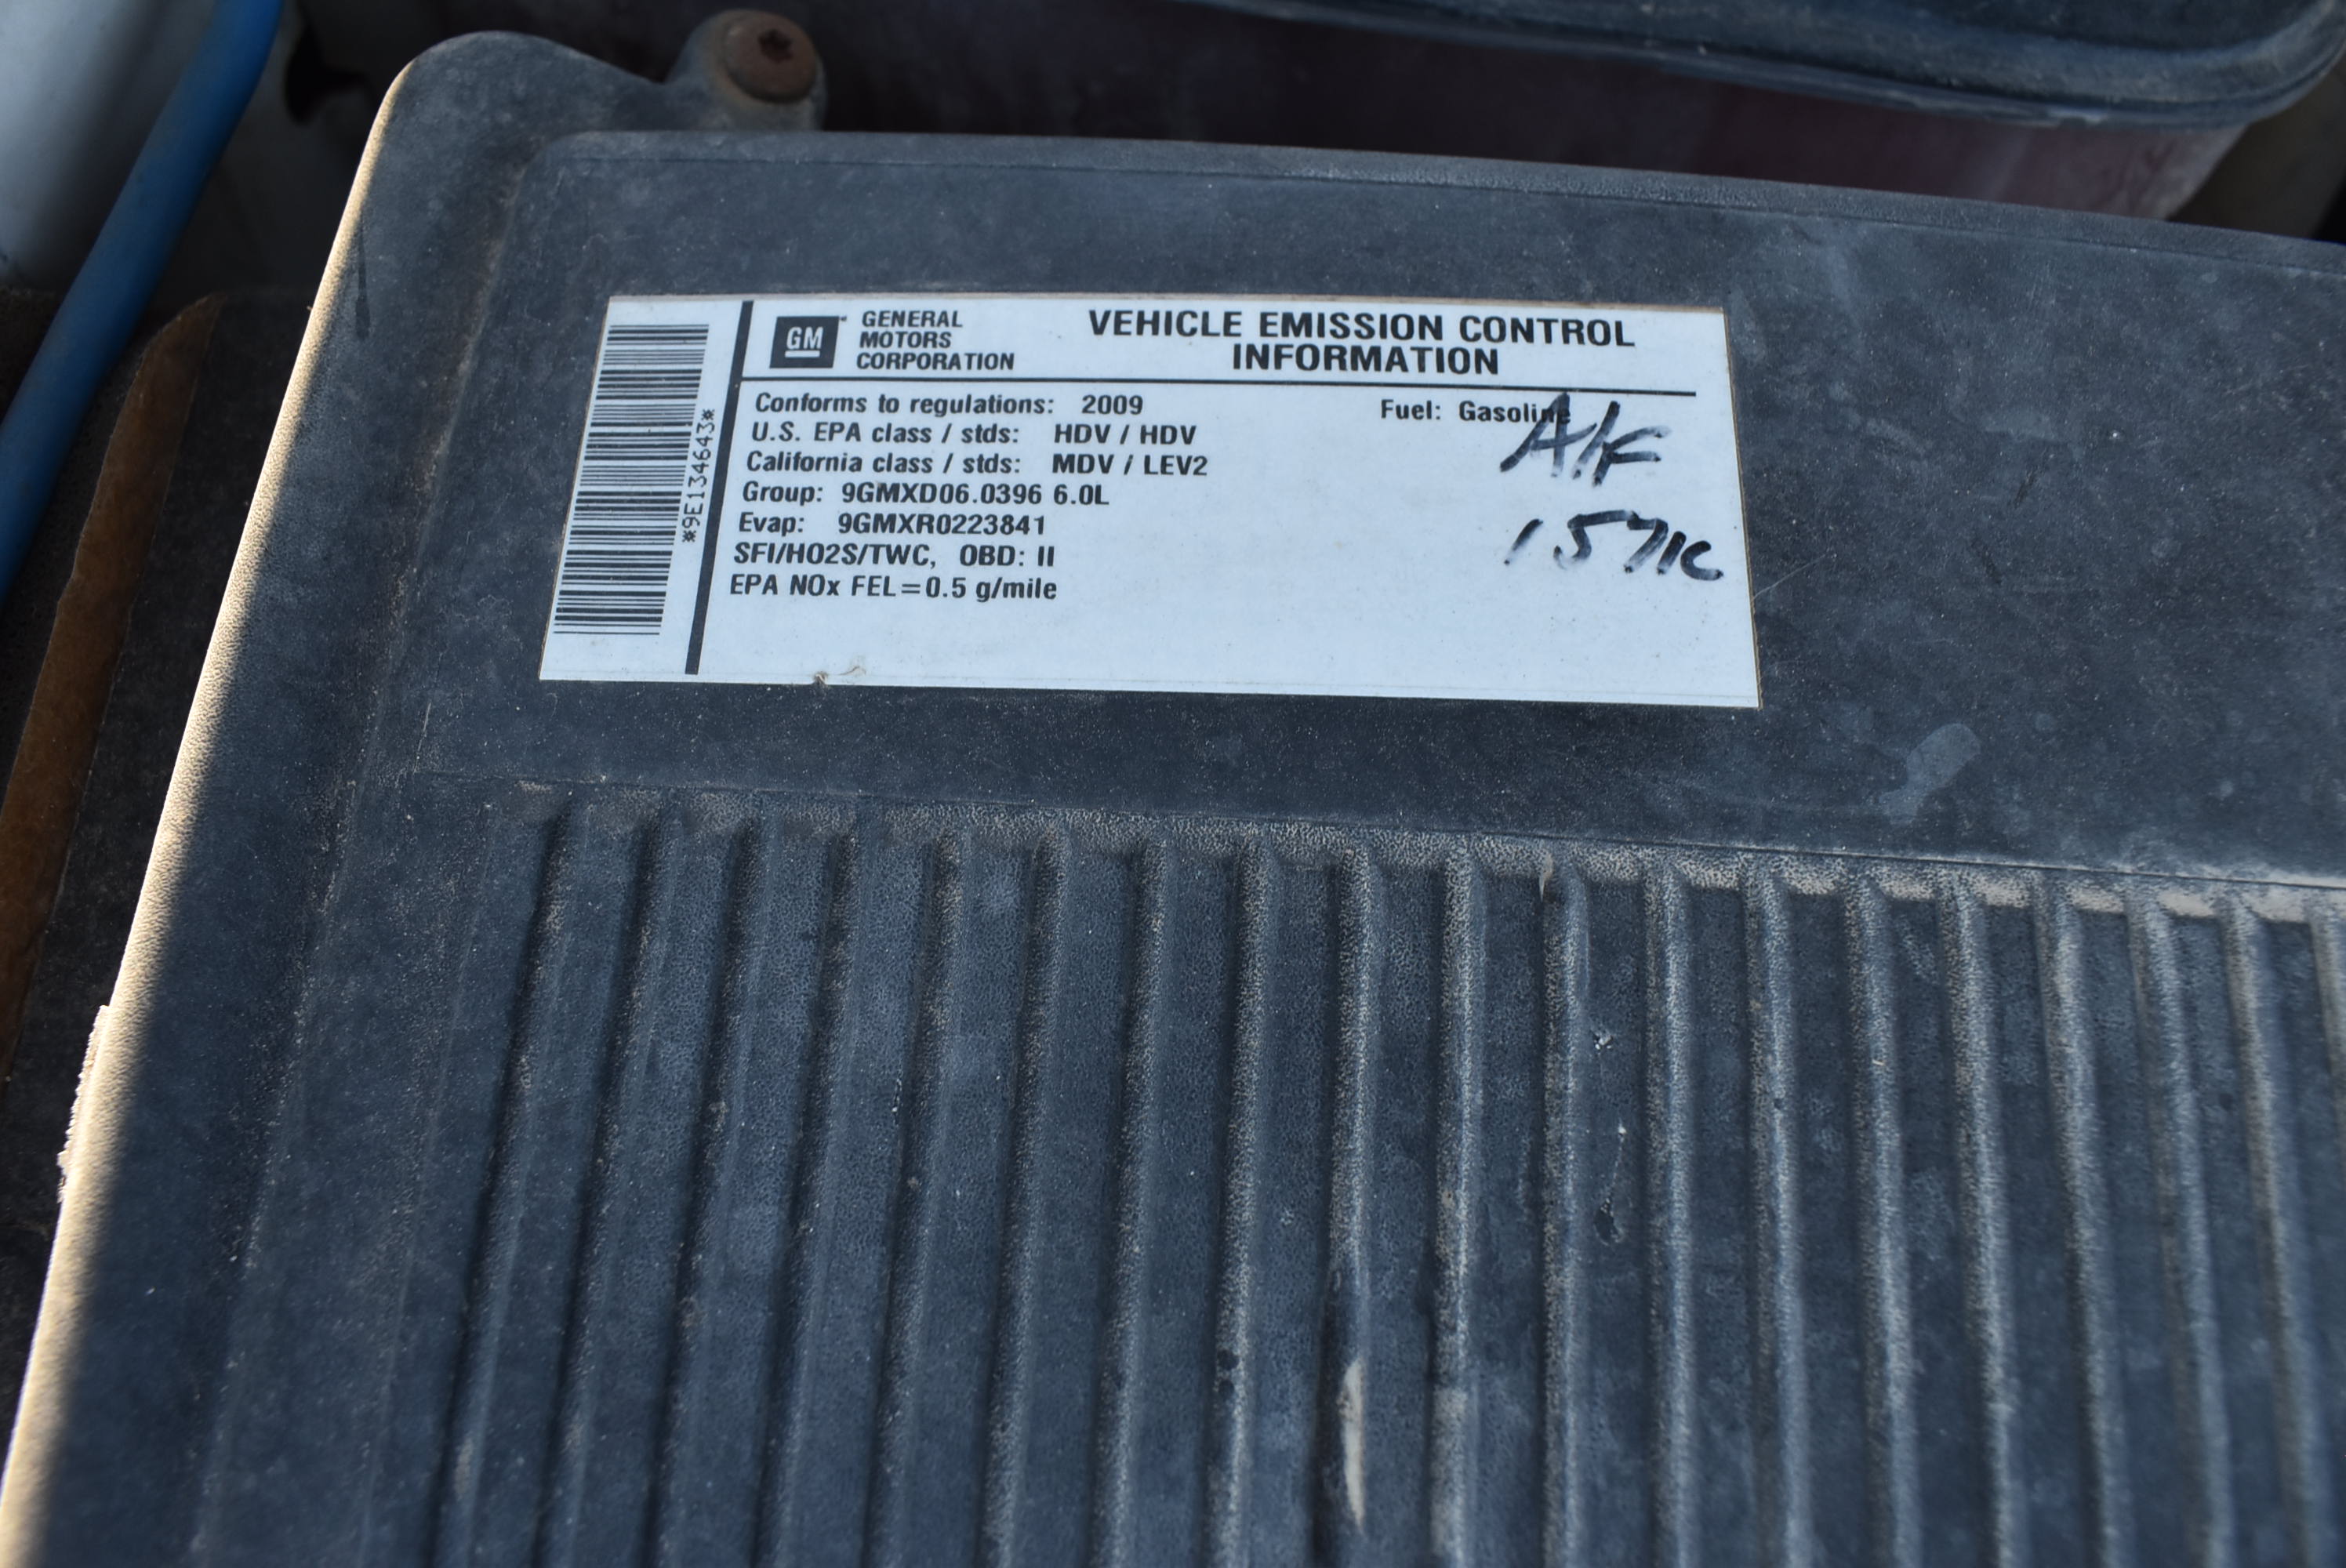 *9E134643*
GM
GENERAL
MOTORS
CORPORATION
VEHICLE EMISSION CONTROL
INFORMATION
Conforms to regulations: 2009
Fuel: Gasoline
U.S. EPA class / stds: HDV / HDV
California class / stds: MDV / LEV2
Group: 9GMXD06.0396 6.0L
Evap: 9GMXR0223841
SFI/HO2S/TWC, OBD: II
EPA NOx FEL=0.5 g/mile
A/F
157K